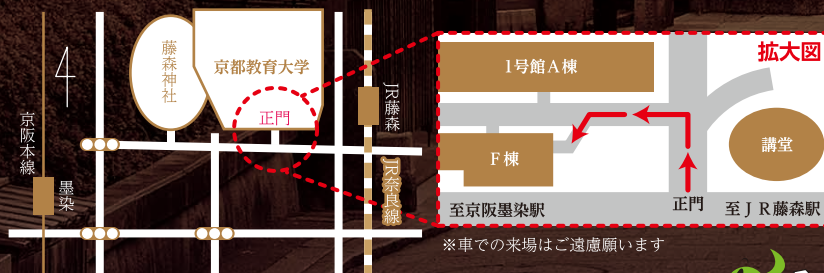 藤森神社
京都教育大学
正門
京阪本線
墨染
JR藤森
JR奈良線
拡大図
1号館A棟
F棟
講堂
正門
至京阪墨染駅
至JR藤森駅
※車での来場はご遠慮願います